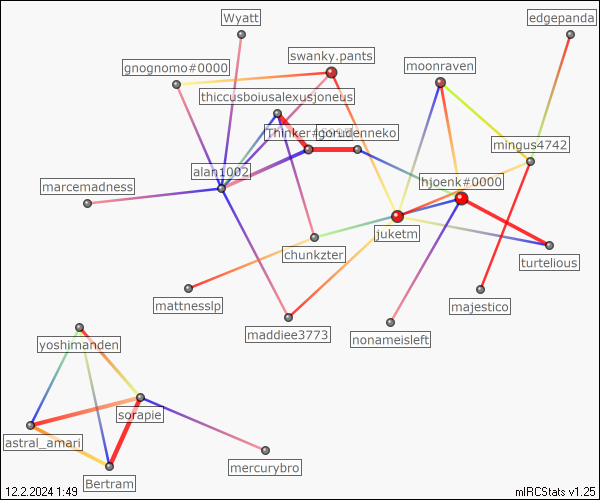 Wyatt
edgepanda
swanky.pants
gnognomo#0000
moonraven
thiccusboiusalexusjoneus
gorudenneko
mingus4742
alan1002
hjoenk#0000
marcemadness
juketm
chunkzter
turtelious
mattnesslp
majestico
maddiee3773
nonameisleft
yoshimanden
sorapie
astral_amari
mercurybro
Bertram
12.2.2024 1:49
mIRCStats v1.25